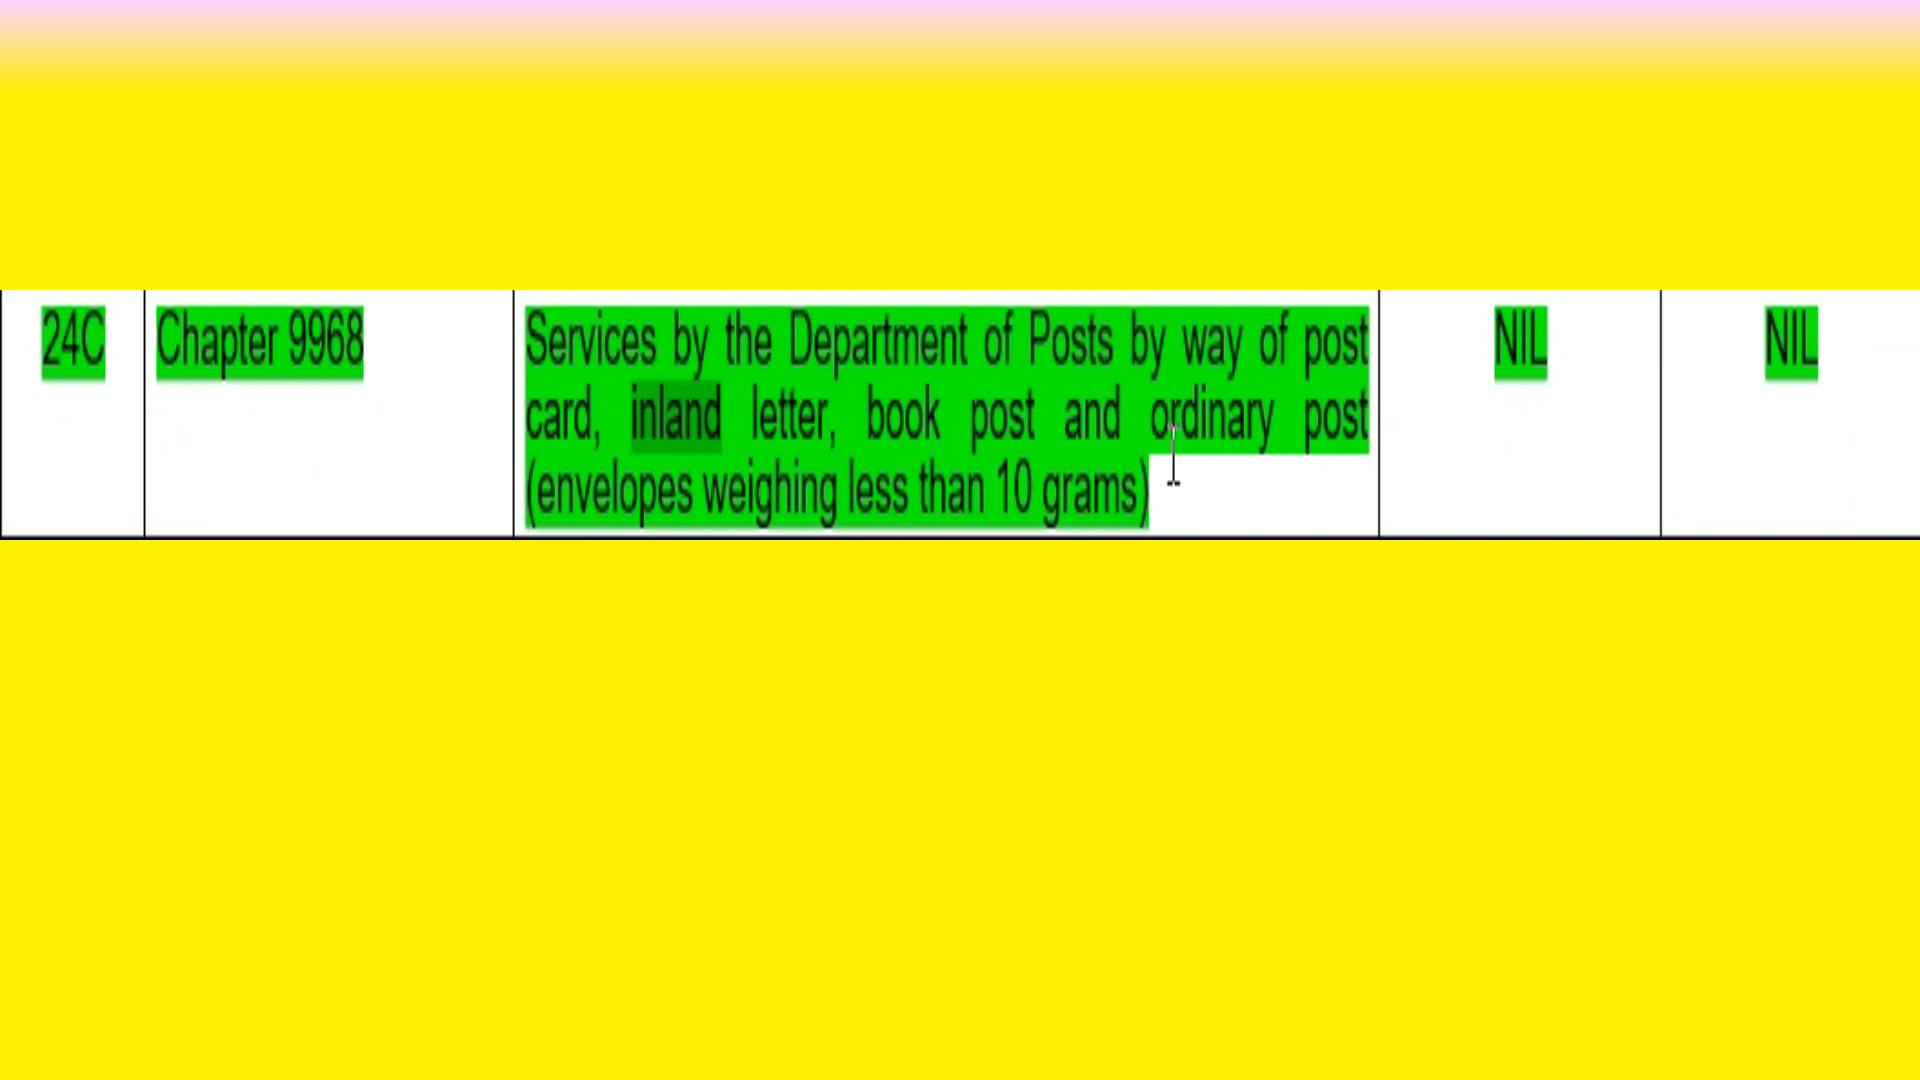 24C Chapter 9968 Services by the Department of Posts by way of post NIL NIL
card, inland letter, book post and ordinary post
(envelopes weighing less than 10 grams)